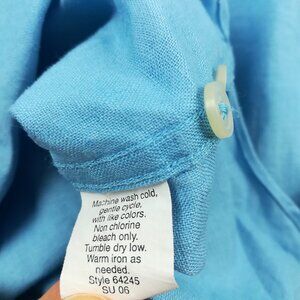 Machine wash cold,
gentle cycle,
with like colors.
Non chlorine
bleach only.
Tumble dry low.
Warm iron as
needed.
Style 64245
SU 06